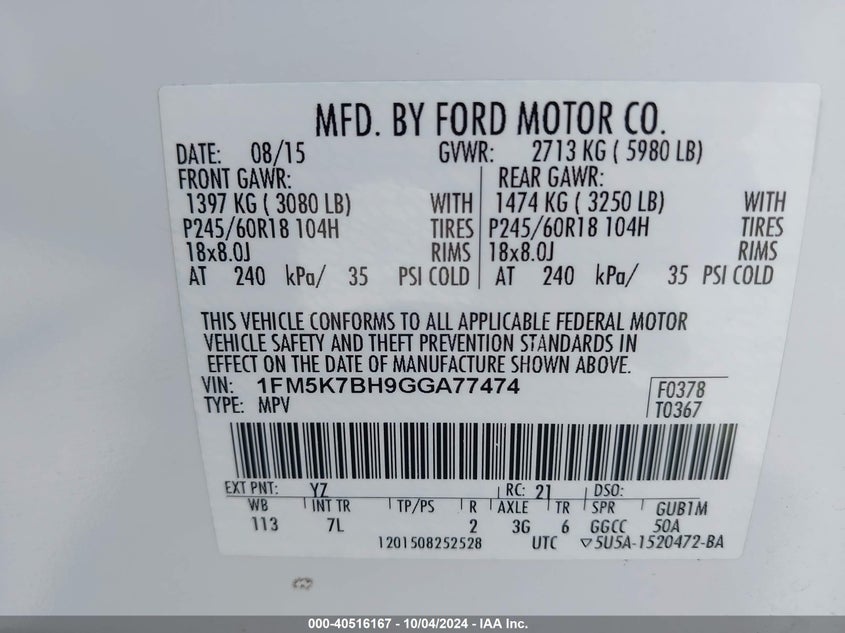 MFD. BY FORD MOTOR CO.
DATE: 08/15 GVWR: 2713 KG ( 5980 LB)
FRONT GAWR: REAR GAWR:
1397 KG ( 3080 LB) WITH 1474 KG ( 3250 LB) WITH
P245/60R18 104H TIRES P245/60R18 104H TIRES
18x8.0J RIMS 18x8.0J RIMS
AT 240 kPa/ 35 PSI COLD AT 240 kPa/ 35 PSI COLD
THIS VEHICLE CONFORMS TO ALL APPLICABLE FEDERAL MOTOR
VEHICLE SAFETY AND THEFT PREVENTION STANDARDS IN
EFFECT ON THE DATE OF MANUFACTURE SHOWN ABOVE.
VIN: 1FM5K7BH9GGA77474 F0378
TYPE: MPV T0367
EXT PNT: YZ RC: 21 DSO:
WB INT TR TP/PS R AXLE TR SPR GUB1M
113 7L 2 3G 6 GGCC 50A
1201508252528 UTC ▽5U5A-1520472-BA
000-40516167 - 10/04/2024 - IAA Inc.